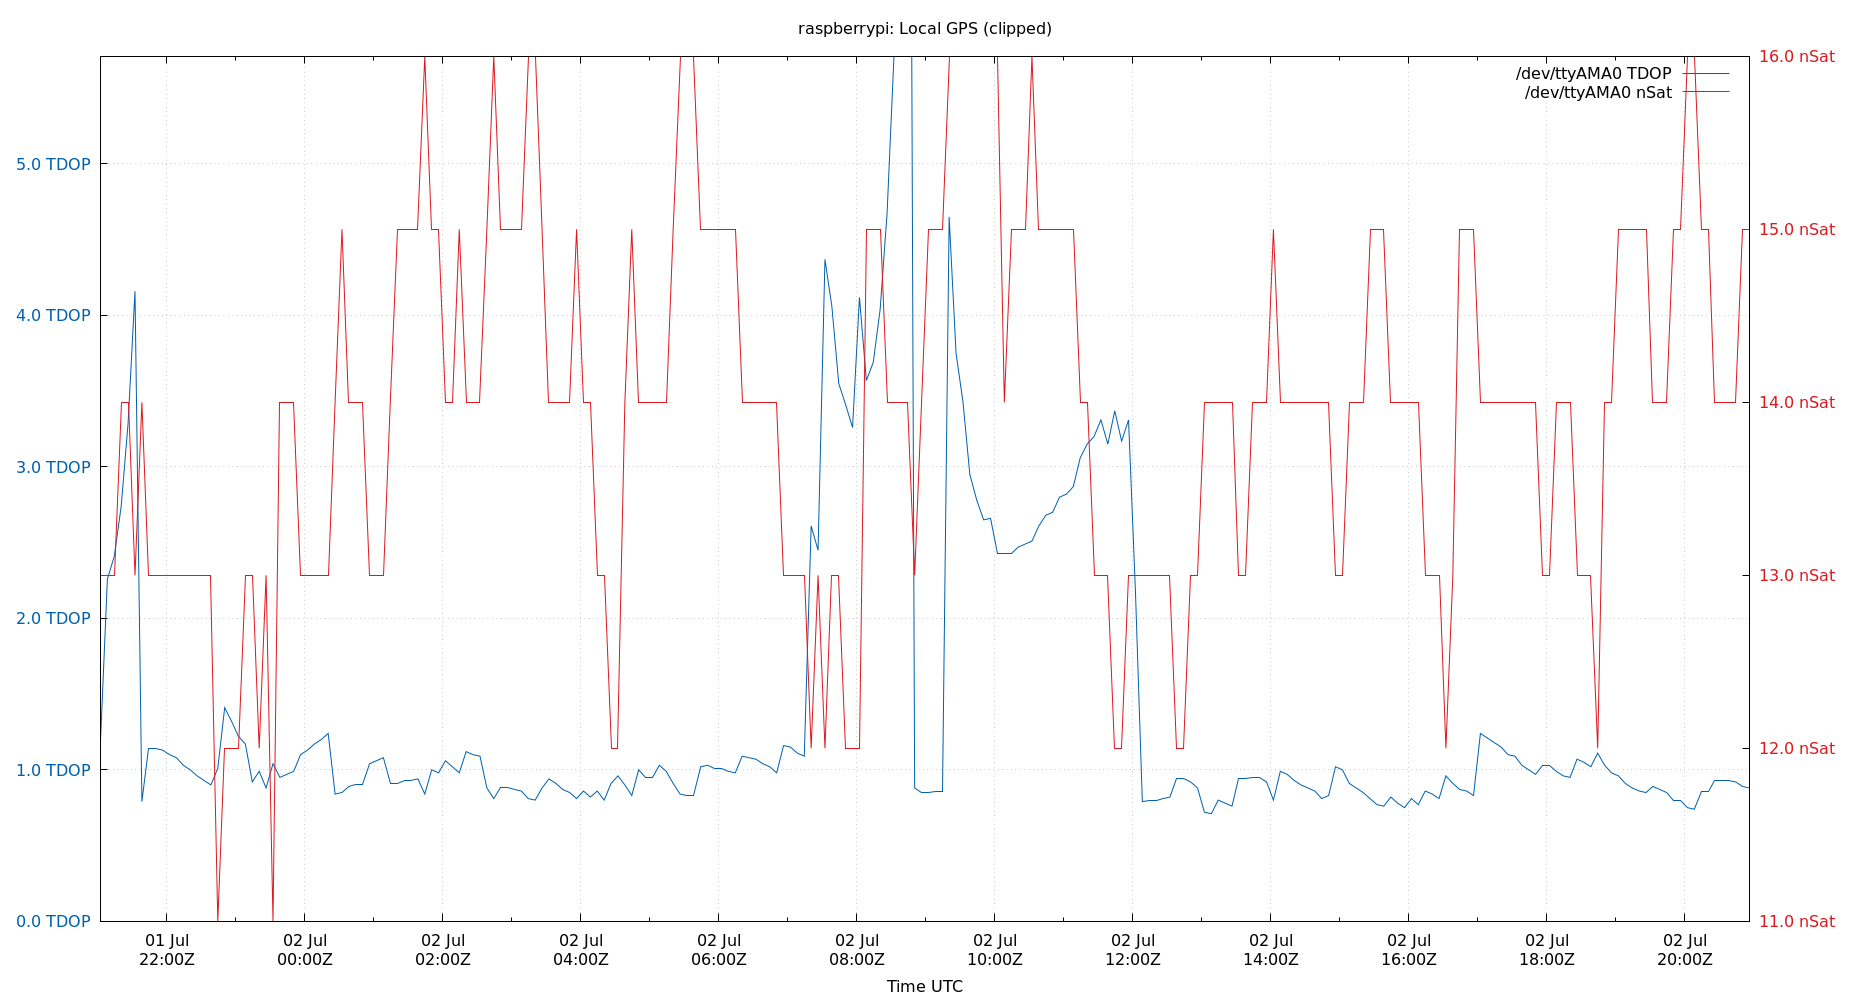 raspberrypi: Local GPS (clipped)
/dev/ttyAMA0 TDOP
/dev/ttyAMA0 nSat
5.0 TDOP
4.0 TDOP
3.0 TDOP
2.0 TDOP
1.0 TDOP
0.0 TDOP
16.0 nSat
15.0 nSat
14.0 nSat
13.0 nSat
12.0 nSat
11.0 nSat
01 Jul
22:00Z
02 Jul
00:00Z
02 Jul
02:00Z
02 Jul
04:00Z
02 Jul
06:00Z
02 Jul
08:00Z
02 Jul
10:00Z
02 Jul
12:00Z
02 Jul
14:00Z
02 Jul
16:00Z
02 Jul
18:00Z
02 Jul
20:00Z
Time UTC